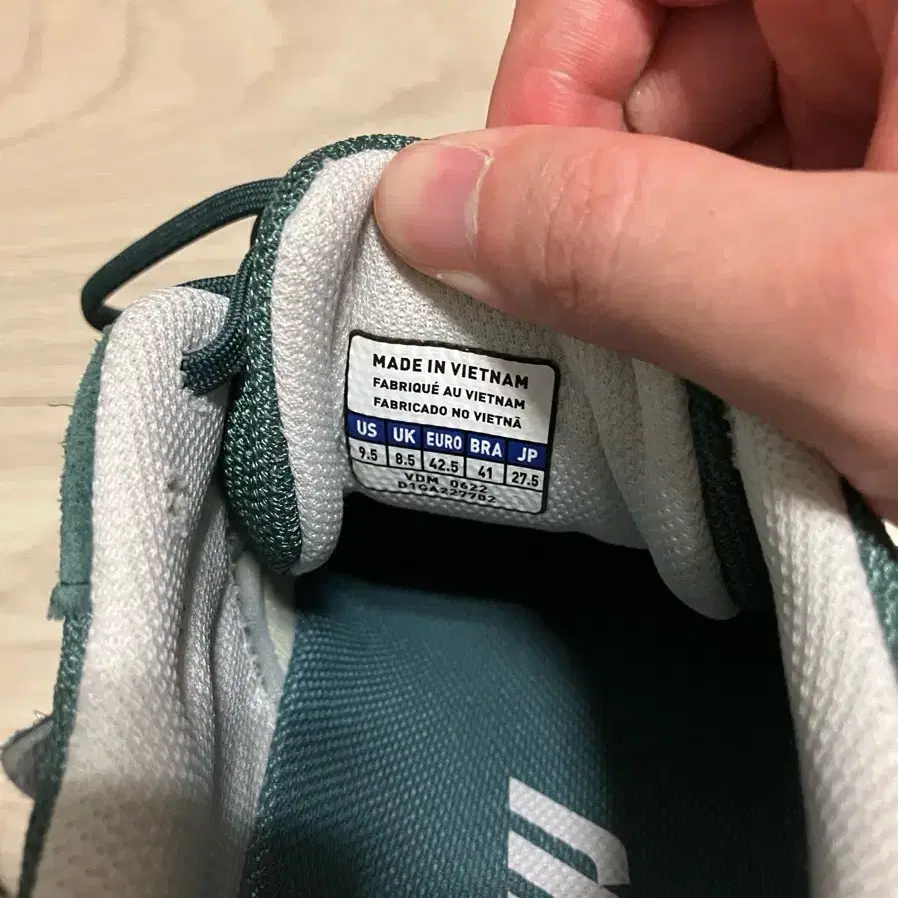 MADE IN VIETNAM
FABRIQUÉ AU VIETNAM
FABRICADO NO VIETNÃ
US UK EURO BRA JP
9.5 8.5 42.5 41 27.5
VDM 0622
D1GA227702